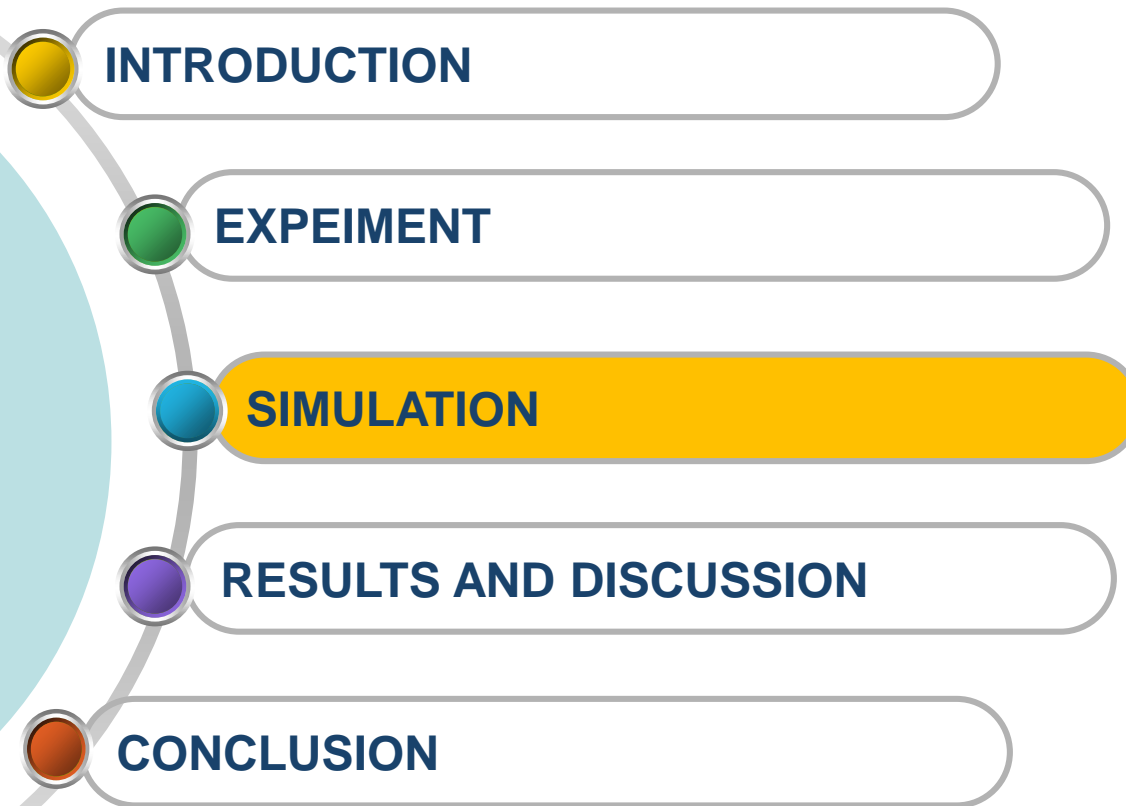 INTRODUCTION
EXPEIMENT
SIMULATION
RESULTS AND DISCUSSION
CONCLUSION